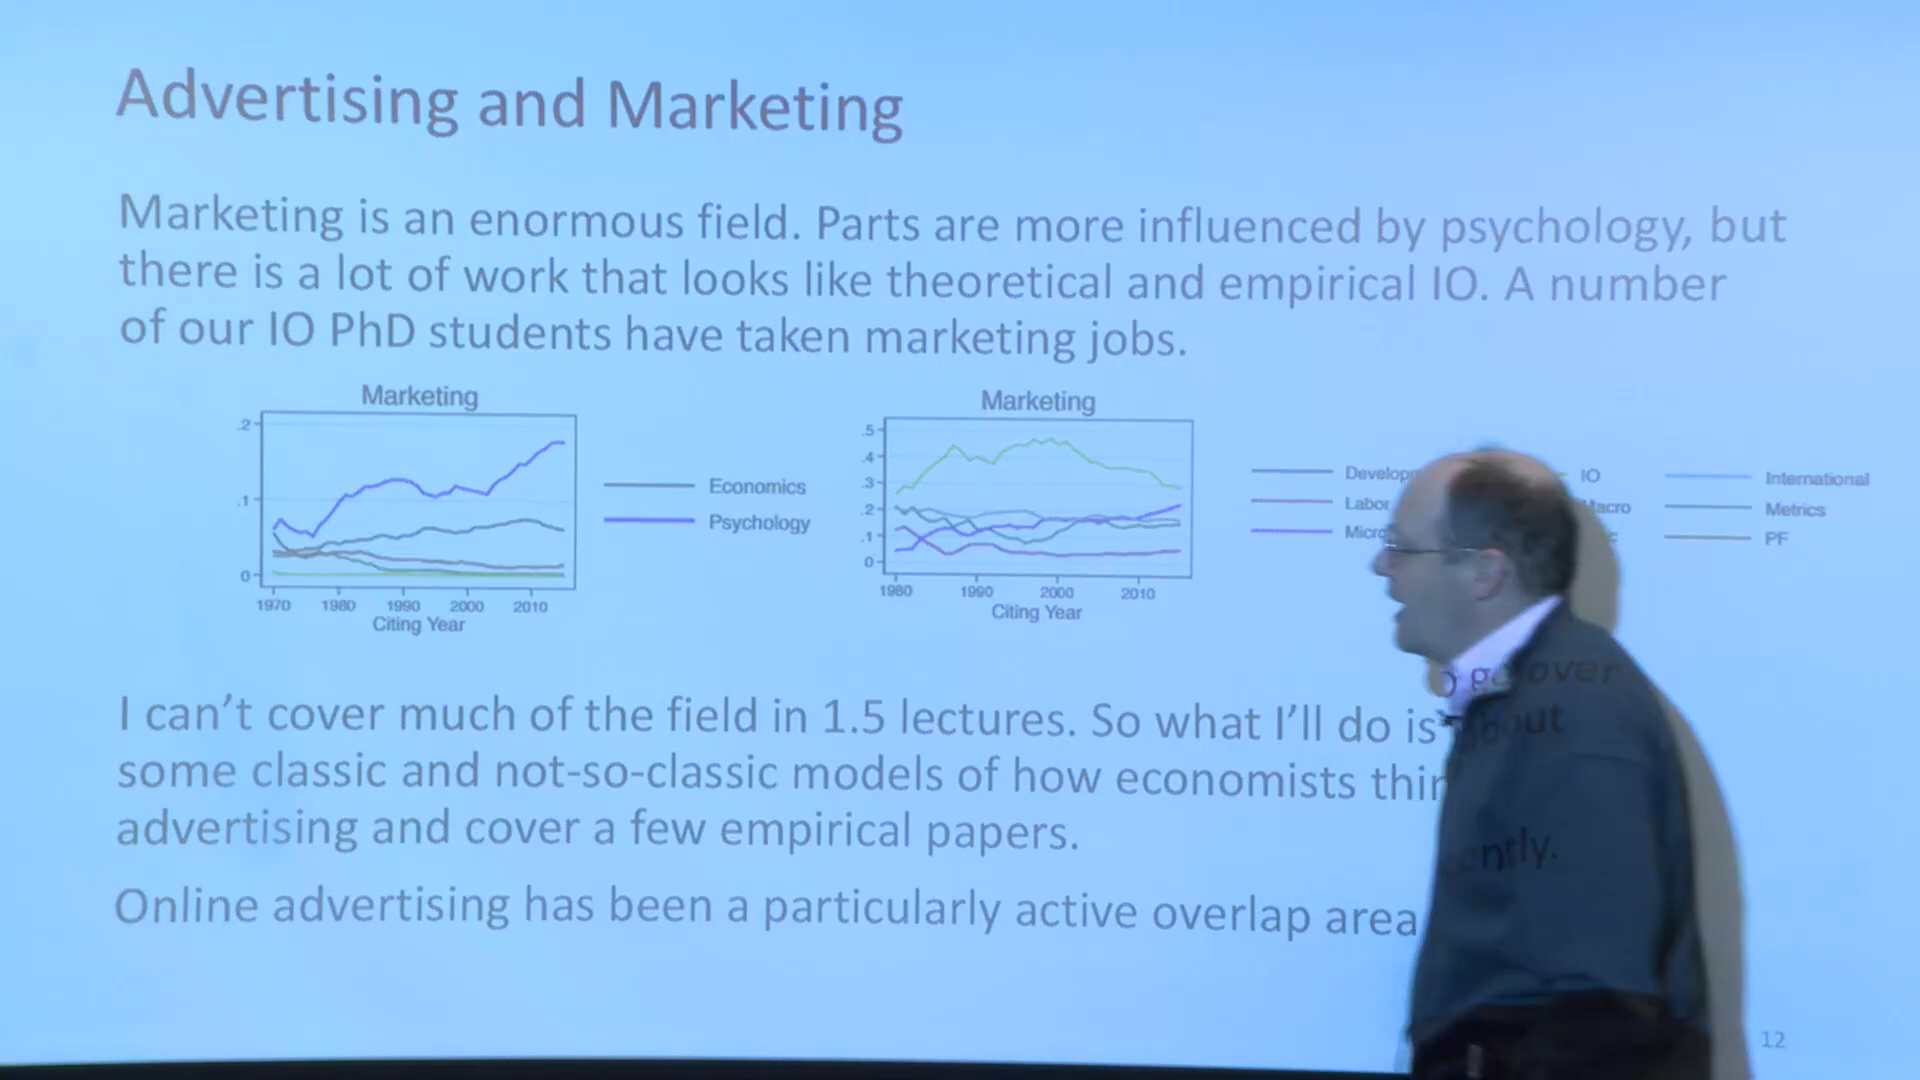 Advertising and Marketing
Marketing is an enormous field. Parts are more influenced by psychology, but
there is a lot of work that looks like theoretical and empirical IO. A number
of our IO PhD students have taken marketing jobs.
Marketing
.2
.1
0
1970 1980 1990 2000 2010
Citing Year
Economics
Psychology
Marketing
.5
.4
.3
.2
.1
0
1980 1990 2000 2010
Citing Year
IO International
Labor Metrics
PF
I can't cover much of the field in 1.5 lectures. So what I'll do is go over
some classic and not-so-classic models of how economists about
advertising and cover a few empirical papers.
Online advertising has been a particularly active overlap area
12